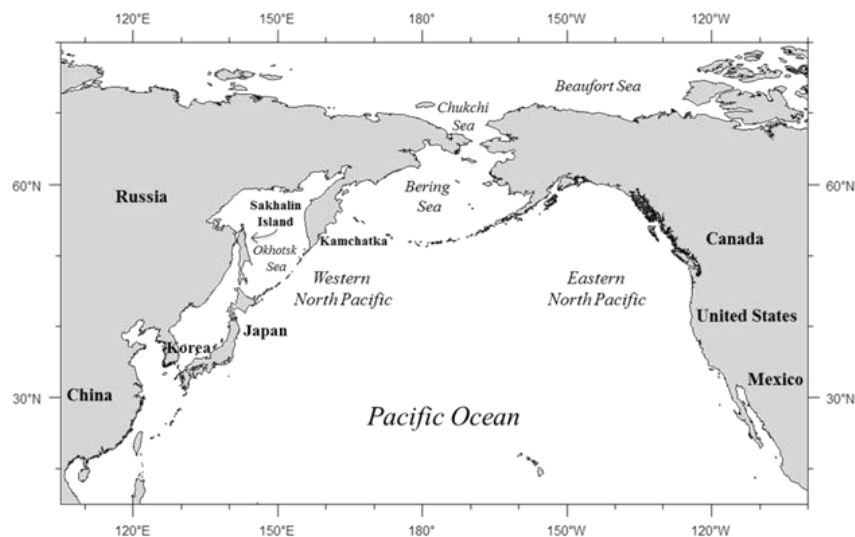 120°E 150°E 180° 150°W 120°W
Beaufort Sea
Chukchi
Sea
60°N
60°N
Russia
Bering
Sea
Sakhalin
Island
Okhotsk
Sea
Kamchatka
Canada
Western
North Pacific
Eastern
North Pacific
United States
Japan
Korea
Mexico
China
30°N
30°N
Pacific Ocean
120°E 150°E 180° 150°W 120°W